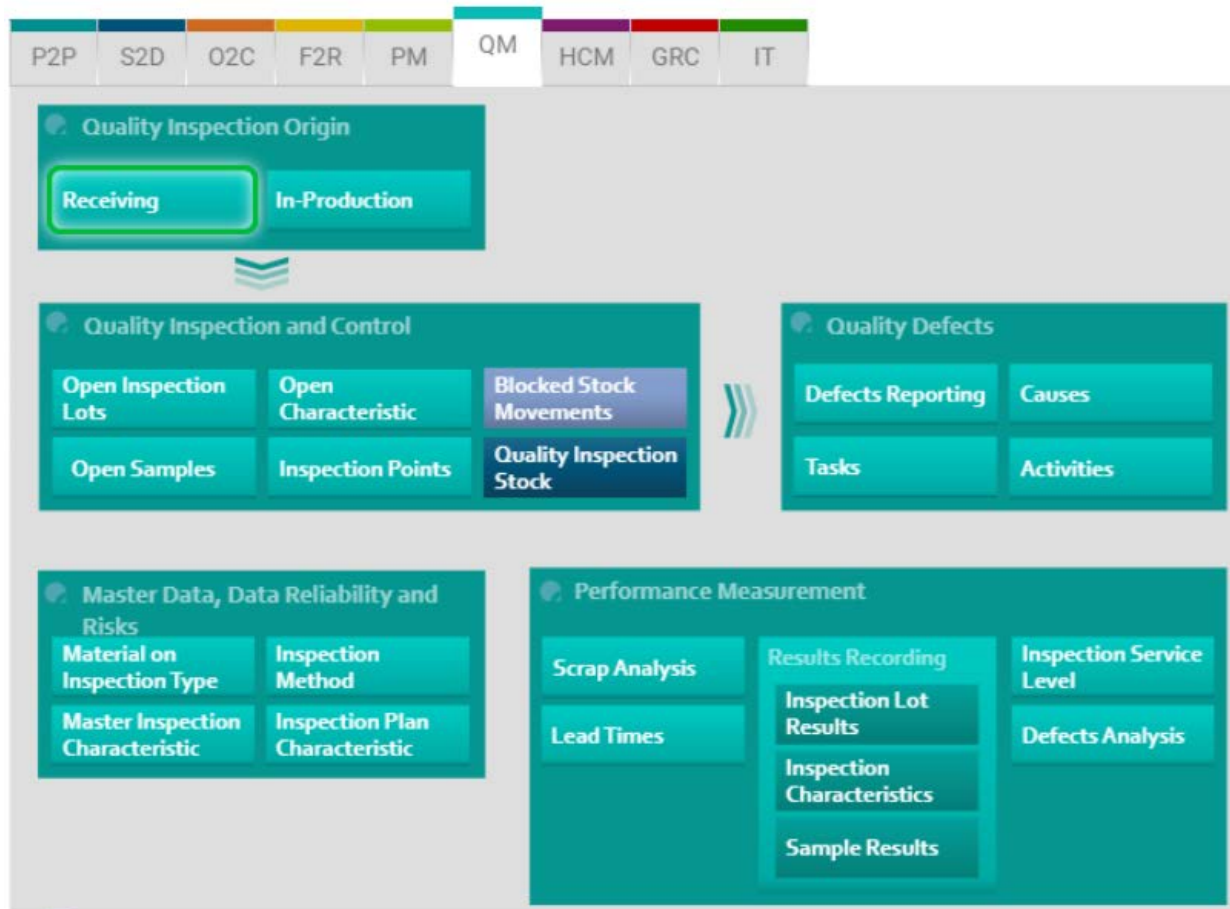 P2P
S2D
O2C
F2R
PM
QM
HCM
GRC
IT
Quality Inspection Origin
Receiving
In-Production
Quality Inspection and Control
Open Inspection
Lots
Open
Characteristic
Blocked Stock
Movements
Open Samples
Inspection Points
Quality Inspection
Stock
Quality Defects
Defects Reporting
Causes
Tasks
Activities
Master Data, Data Reliability and
Risks
Material on
Inspection Type
Inspection
Method
Master Inspection
Characteristic
Inspection Plan
Characteristic
Performance Measurement
Scrap Analysis
Lead Times
Results Recording
Inspection Lot
Results
Inspection
Characteristics
Sample Results
Inspection Service
Level
Defects Analysis